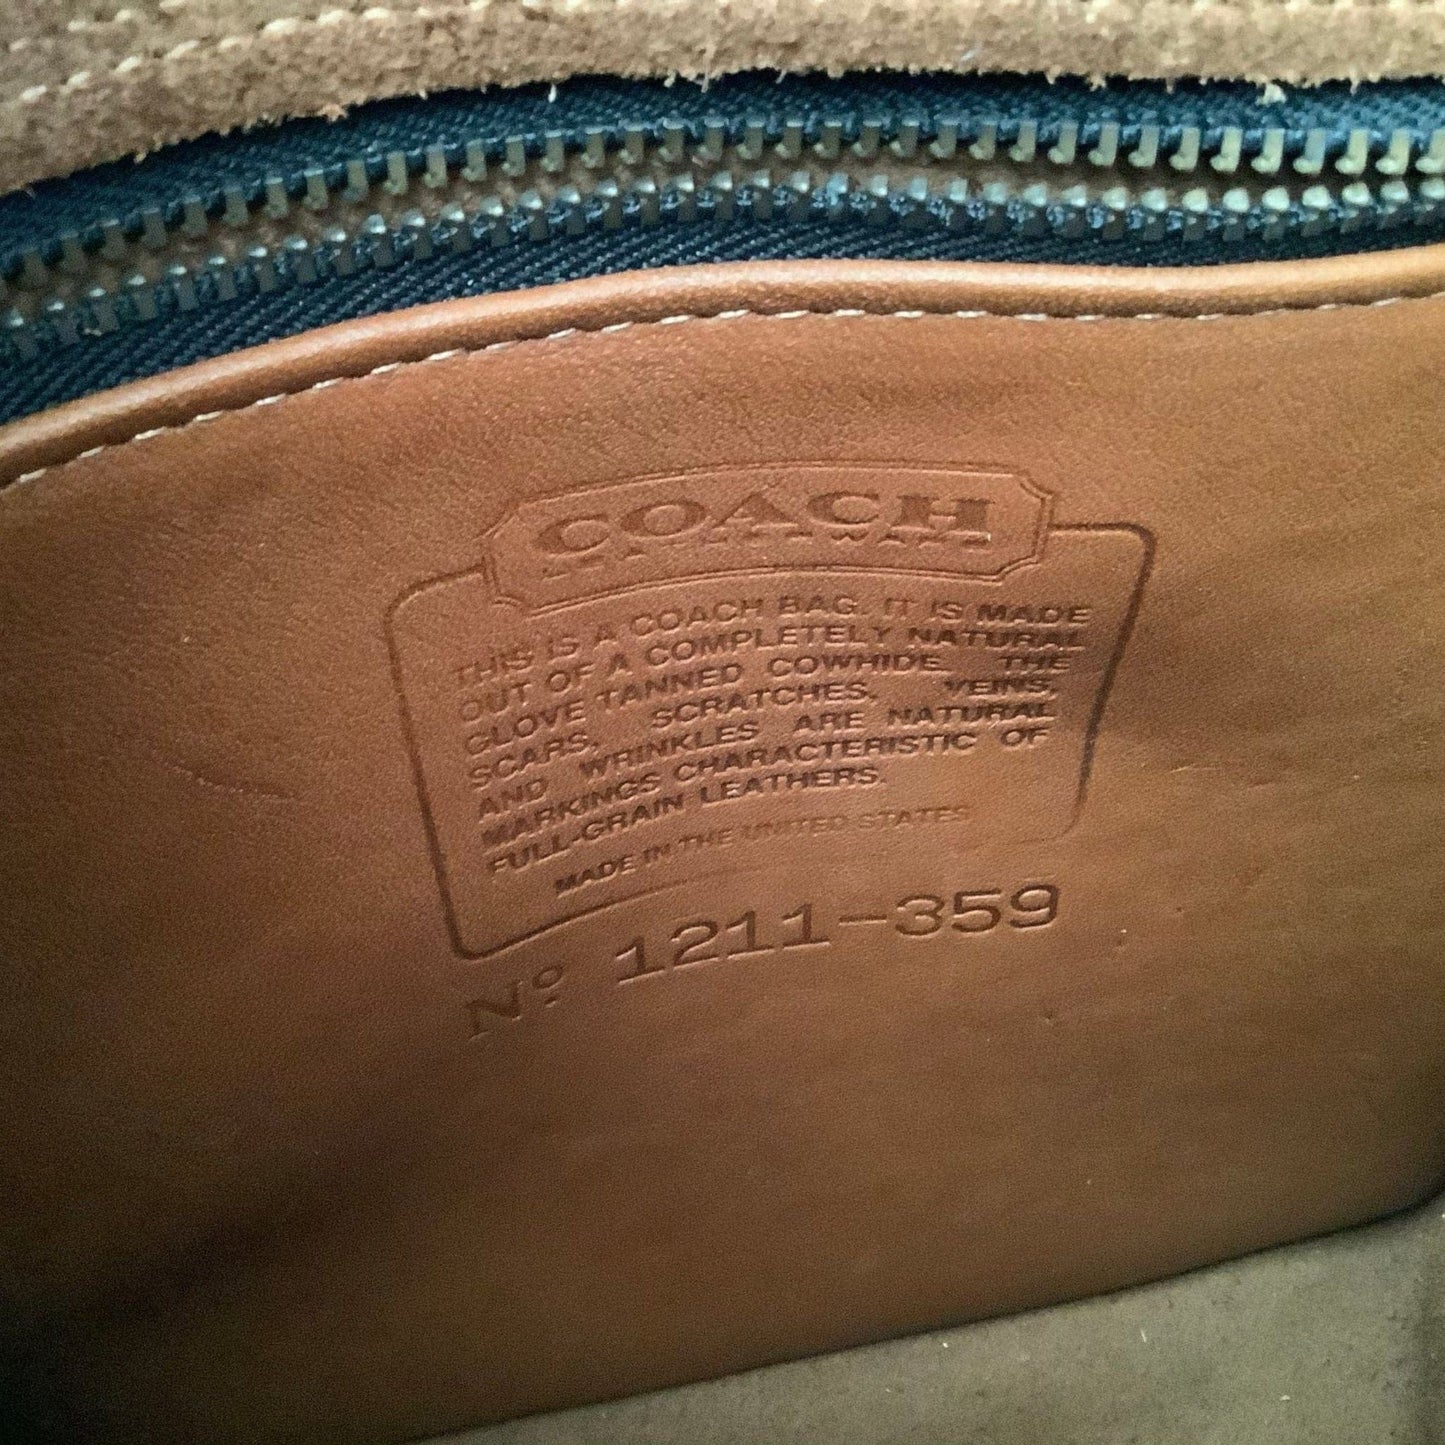 COACH
LEATHERWARE
THIS IS A COACH BAG. IT IS MADE
OUT OF A COMPLETELY NATURAL
GLOVE TANNED COWHIDE. THE
SCARS, SCRATCHES, VEINS,
AND WRINKLES ARE NATURAL
MARKINGS CHARACTERISTIC OF
FULL-GRAIN LEATHERS.
MADE IN THE UNITED STATES
Nº 1211-359